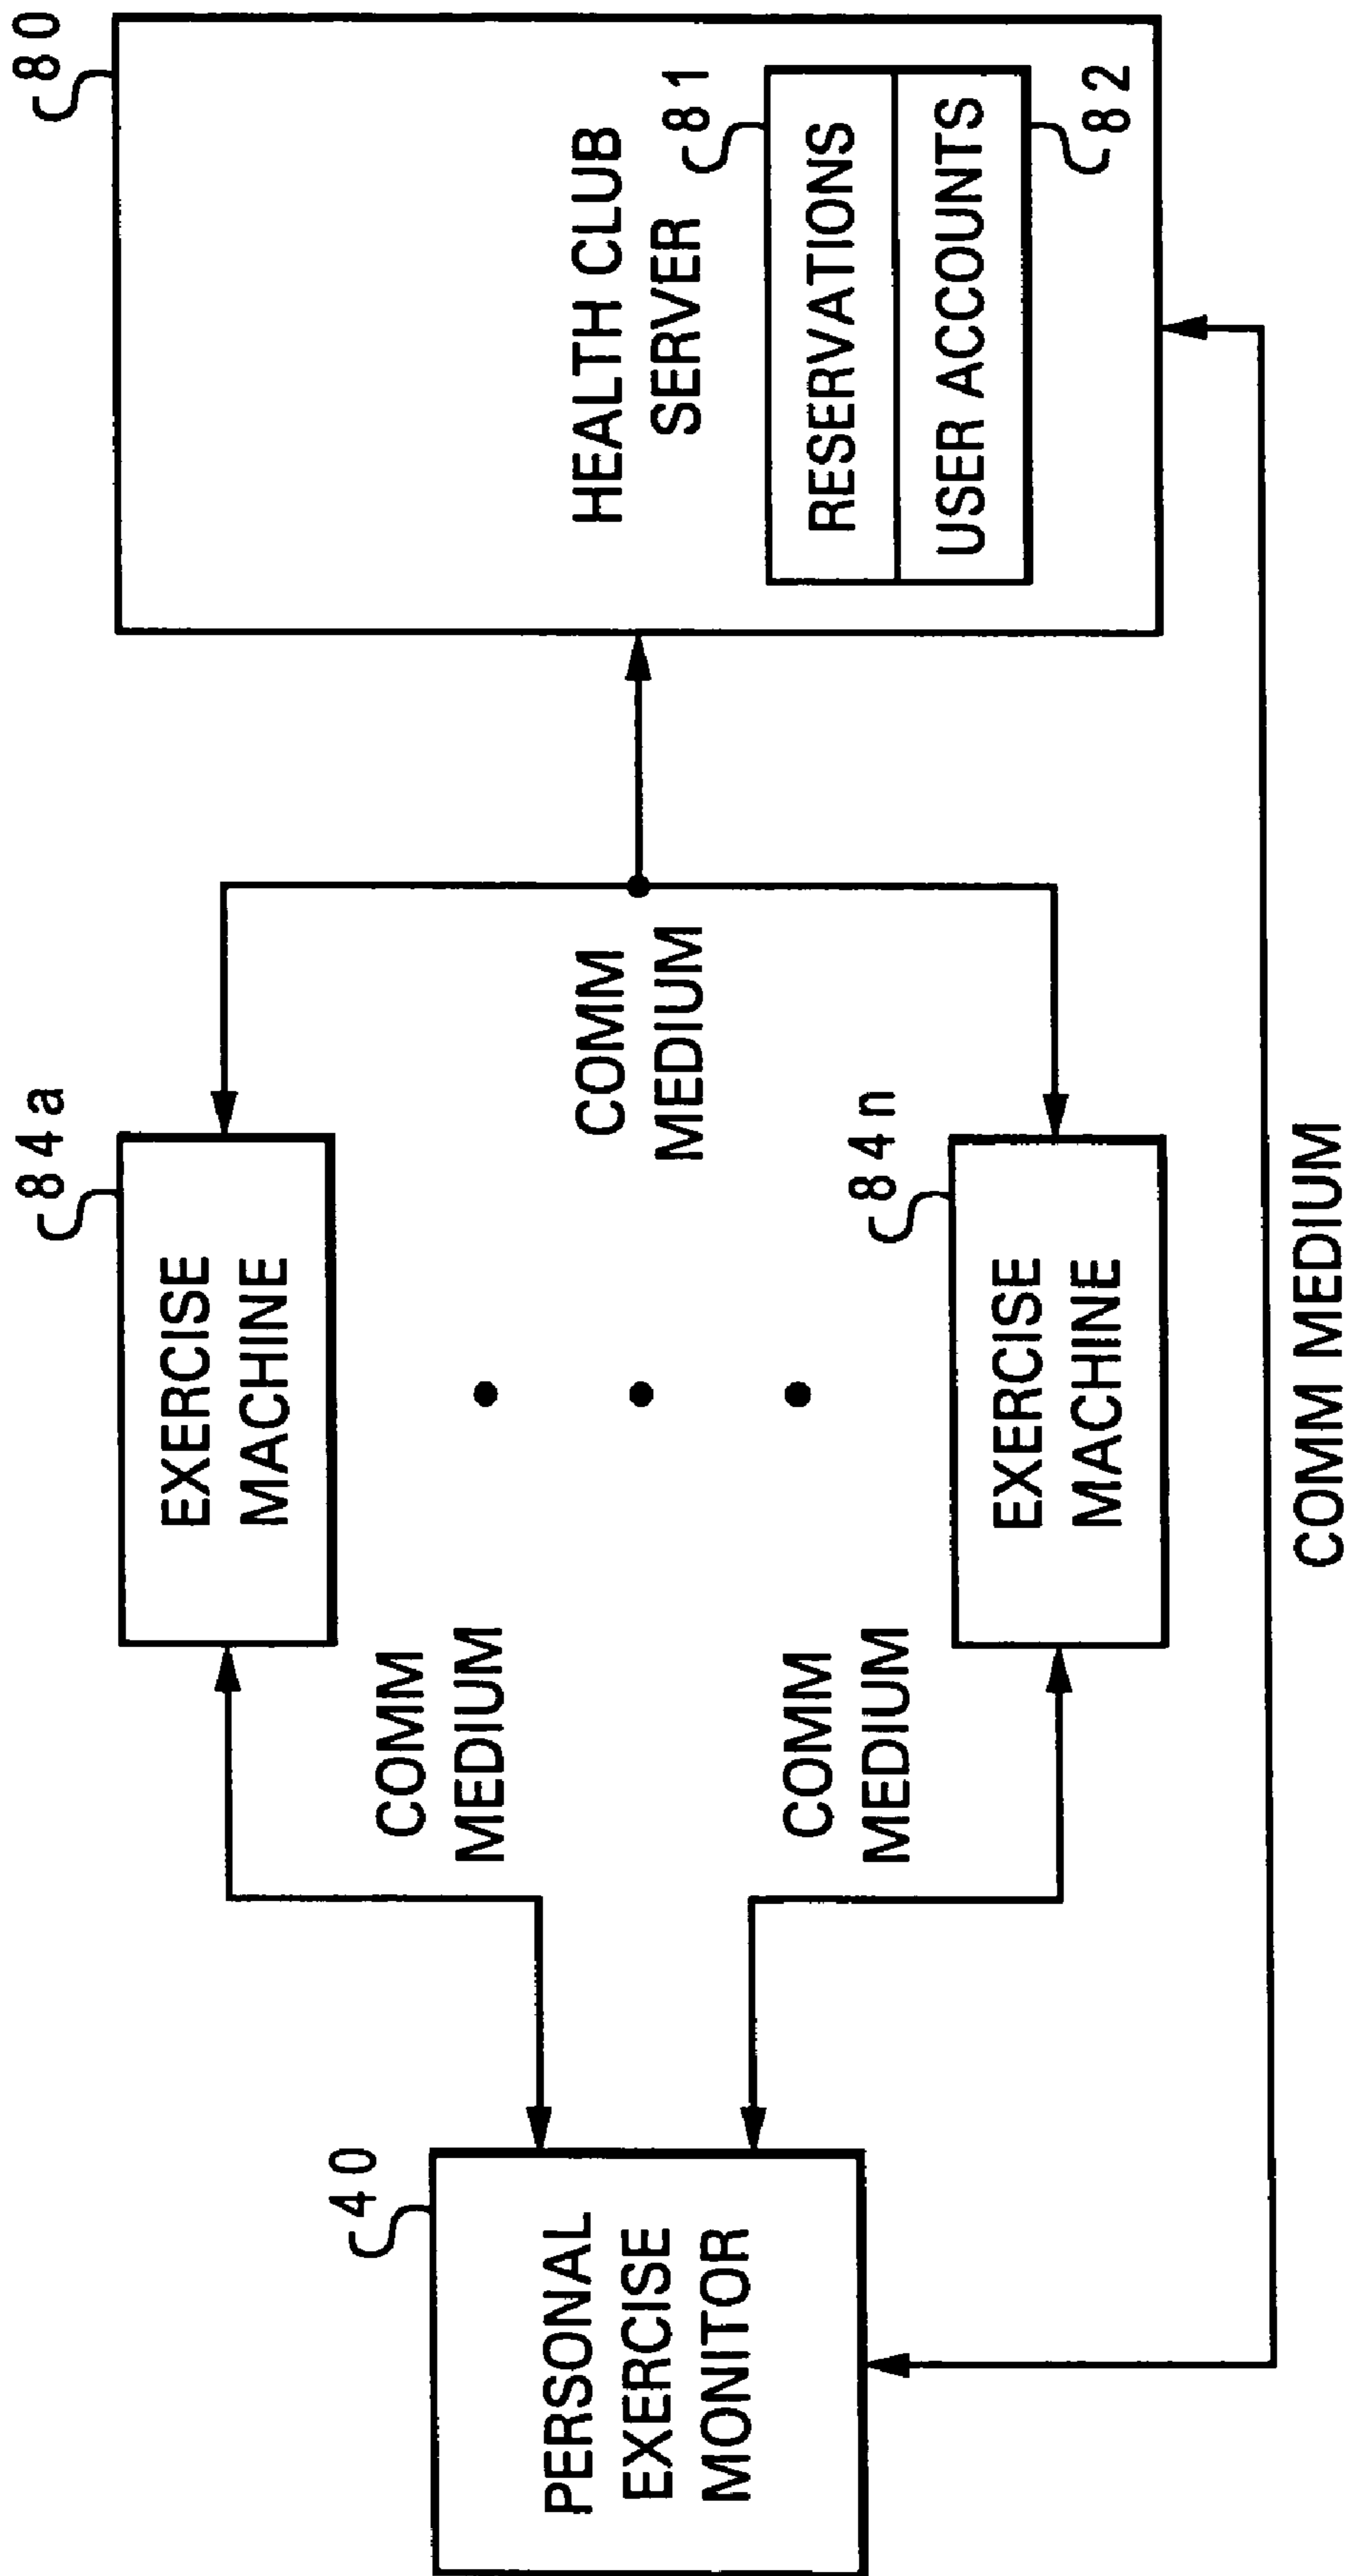 80
HEALTH CLUB
SERVER
81
RESERVATIONS
USER ACCOUNTS
82
84a
EXERCISE
MACHINE
COMM
MEDIUM
84n
EXERCISE
MACHINE
COMM
MEDIUM
COMM
MEDIUM
40
PERSONAL
EXERCISE
MONITOR
COMM MEDIUM